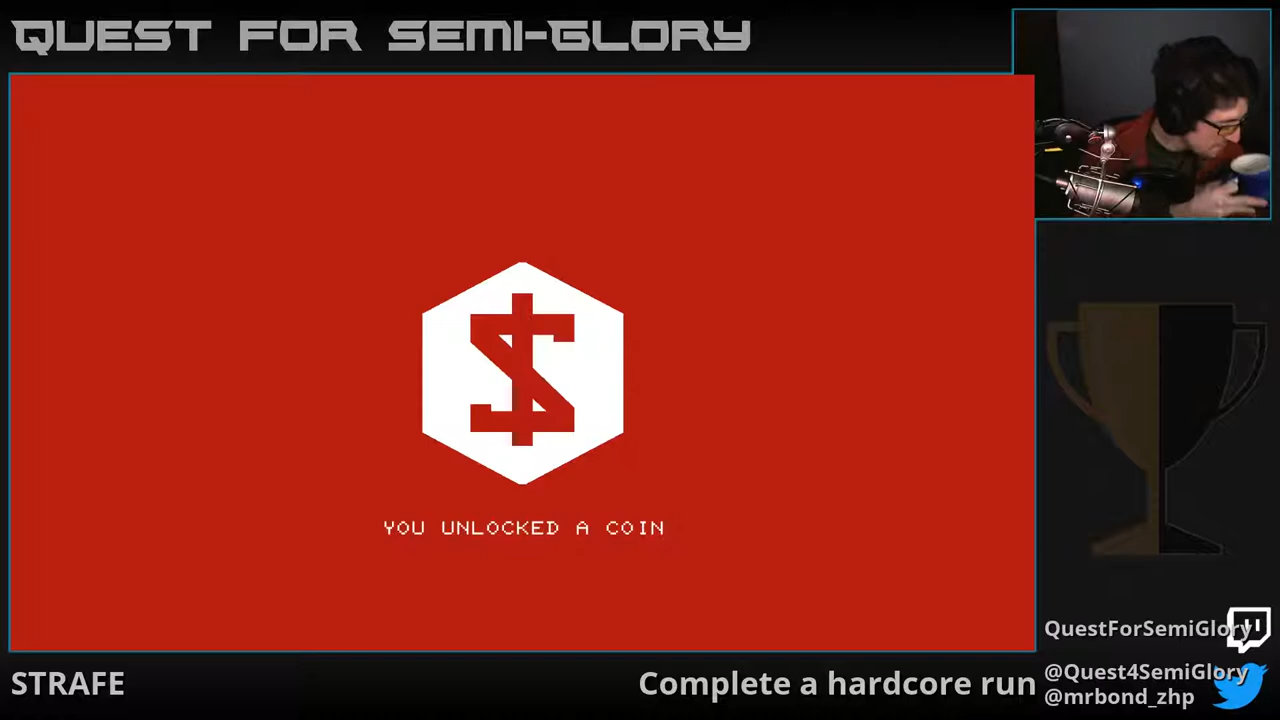 QUEST FOR SEMI-GLORY
YOU UNLOCKED A COIN
QuestForSemiGlory
@Quest4SemiGlory
@mrbond_zhp
STRAFE
Complete a hardcore run